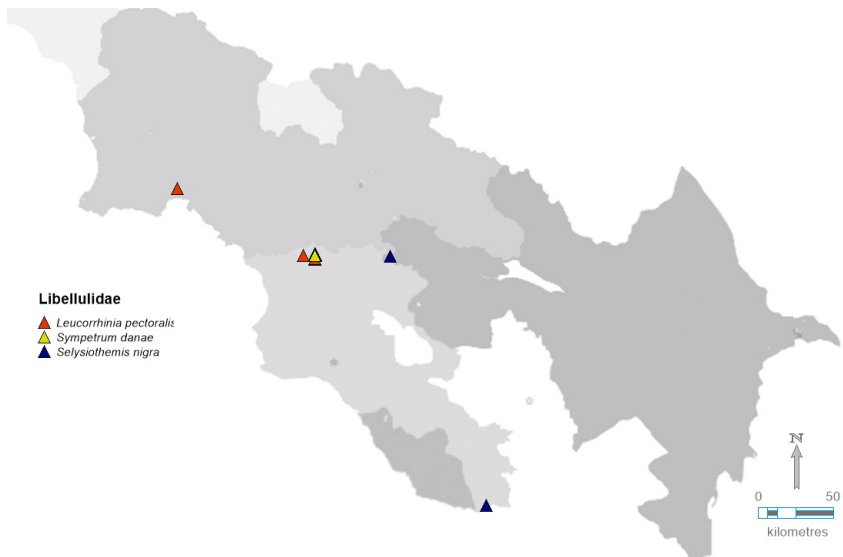 Libellulidae
Leucorrhinia pectoralis
Sympetrum danae
Selysiothemis nigra
N
0 50
kilometres